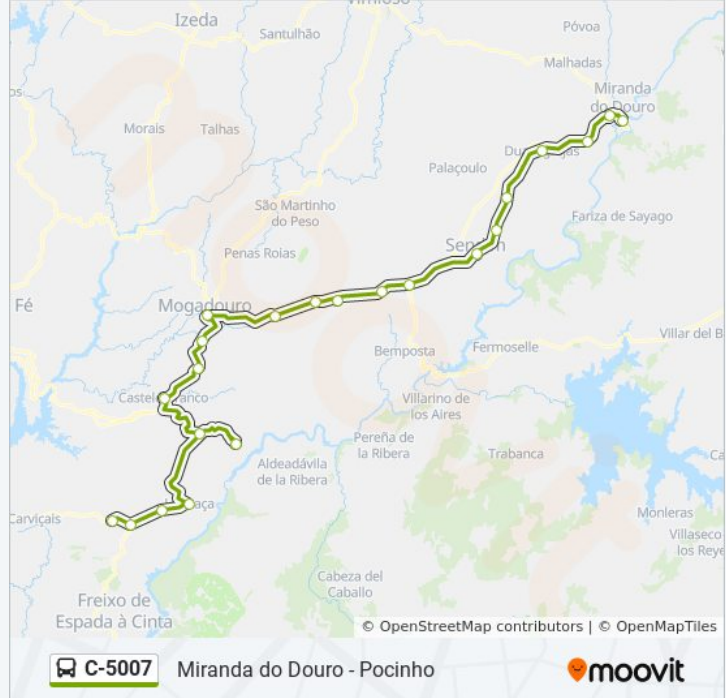 Vimioso
Izeda
Santulhão
Póvoa
Malhadas
Miranda
do Douro
os
Morais
Talhas
Palaçoulo
São Martinho
do Peso
Fariza de Sayago
Penas Roias
Fé
Mogadouro
Villar del B
Bemposta
Fermoselle
Villarino de
los Aires
Pereña de
la Ribera
Trabanca
Ca
Aldeadávila
de la Ribera
Carviçais
Monleras
Villaseco
los Reye
Cabeza del
Caballo
Freixo de
Espada à Cinta
© OpenStreetMap contributors | © OpenMapTiles
C-5007
Miranda do Douro - Pocinho
moovit